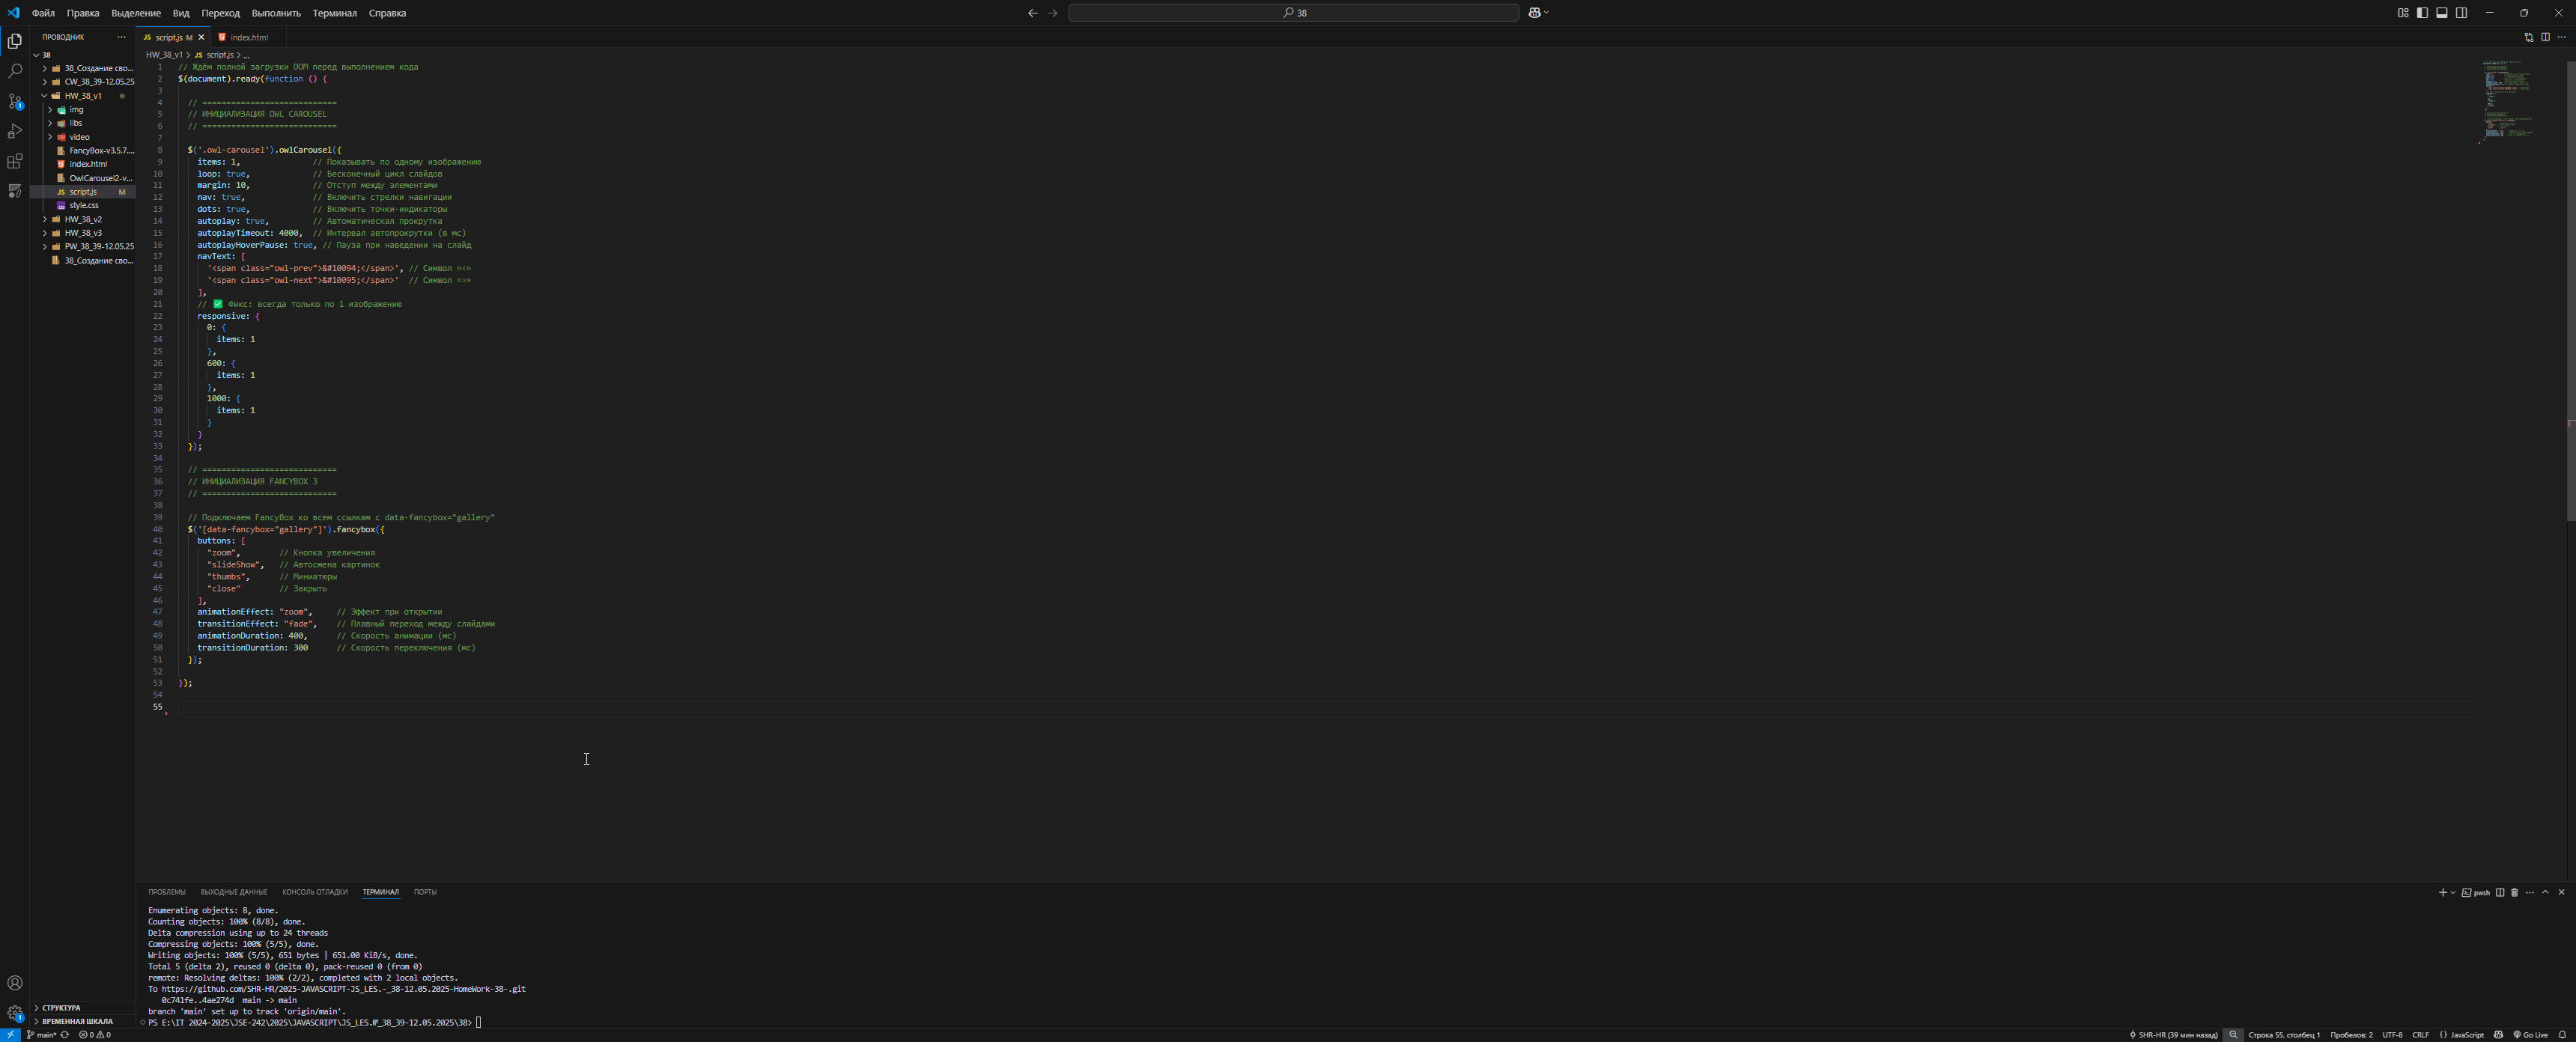 Файл Правка Выделение Вид Переход Выполнить Терминал Справка
38
ПРОВОДНИК
38
38_Создание сво...
CW_38_39-12.05.25
HW_38_v1
img
libs
video
FancyBox-v3.5.7....
index.html
OwlCarousel2-v...
script.js M
style.css
HW_38_v2
HW_38_v3
PW_38_39-12.05.25
38_Создание сво...
СТРУКТУРА
ВРЕМЕННАЯ ШКАЛА
JS script.js M
index.html
HW_38_v1 > JS script.js > ...
1 // Ждём полной загрузки DOM перед выполнением кода
2 $(document).ready(function () {
3
4 // ============================
5 // ИНИЦИАЛИЗАЦИЯ OWL CAROUSEL
6 // ============================
7
8 $('.owl-carousel').owlCarousel({
9 items: 1, // Показывать по одному изображению
10 loop: true, // Бесконечный цикл слайдов
11 margin: 10, // Отступ между элементами
12 nav: true, // Включить стрелки навигации
13 dots: true, // Включить точки-индикаторы
14 autoplay: true, // Автоматическая прокрутка
15 autoplayTimeout: 4000, // Интервал автопрокрутки (в мс)
16 autoplayHoverPause: true, // Пауза при наведении на слайд
17 navText: [
18 '<span class="owl-prev">&#10094;</span>', // Символ «‹»
19 '<span class="owl-next">&#10095;</span>' // Символ «›»
20 ],
21 // ✅ Фикс: всегда только по 1 изображению
22 responsive: {
23 0: {
24 items: 1
25 },
26 600: {
27 items: 1
28 },
29 1000: {
30 items: 1
31 }
32 }
33 });
34
35 // ============================
36 // ИНИЦИАЛИЗАЦИЯ FANCYBOX 3
37 // ============================
38
39 // Подключаем FancyBox ко всем ссылкам с data-fancybox="gallery"
40 $('[data-fancybox="gallery"]').fancybox({
41 buttons: [
42 "zoom", // Кнопка увеличения
43 "slideShow", // Автосмена картинок
44 "thumbs", // Миниатюры
45 "close" // Закрыть
46 ],
47 animationEffect: "zoom", // Эффект при открытии
48 transitionEffect: "fade", // Плавный переход между слайдами
49 animationDuration: 400, // Скорость анимации (мс)
50 transitionDuration: 300 // Скорость переключения (мс)
51 });
52
53 });
54
55
ПРОБЛЕМЫ ВЫХОДНЫЕ ДАННЫЕ КОНСОЛЬ ОТЛАДКИ ТЕРМИНАЛ ПОРТЫ
pwsh
Enumerating objects: 8, done.
Counting objects: 100% (8/8), done.
Delta compression using up to 24 threads
Compressing objects: 100% (5/5), done.
Writing objects: 100% (5/5), 651 bytes | 651.00 KiB/s, done.
Total 5 (delta 2), reused 0 (delta 0), pack-reused 0 (from 0)
remote: Resolving deltas: 100% (2/2), completed with 2 local objects.
To https://github.com/SHR-HR/2025-JAVASCRIPT-JS_LES.-_38-12.05.2025-HomeWork-38-.git
0c741fe..4ae274d main -> main
branch 'main' set up to track 'origin/main'.
PS E:\IT 2024-2025\JSE-242\2025\JAVASCRIPT\JS_LES.№_38_39-12.05.2025\38>
main* 0 0
SHR-HR (39 мин назад) Строка 55, столбец 1 Пробелов: 2 UTF-8 CRLF {} JavaScript Go Live